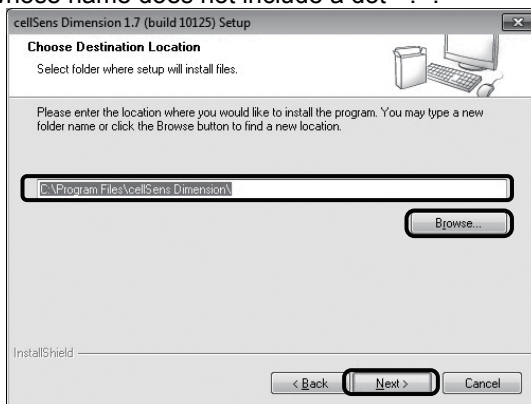 whose name does not include a dot " . ".
cellSens Dimension 1.7 (build 10125) Setup
Choose Destination Location
Select folder where setup will install files.
Please enter the location where you would like to install the program. You may type a new
folder name or click the Browse button to find a new location.
C:\Program Files\cellSens Dimension\
Browse...
InstallShield
< Back
Next >
Cancel